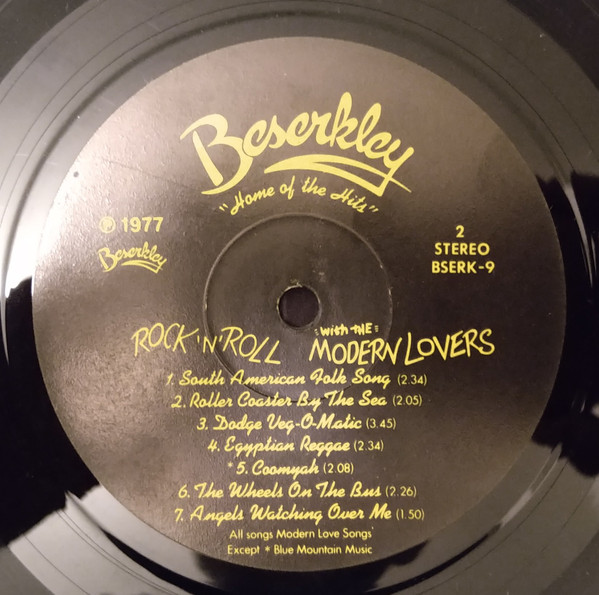 Beserkley
"Home of the Hits"
℗ 1977
Beserkley
2
STEREO
BSERK-9
ROCK 'N' ROLL with THE MODERN LOVERS
1. South American Folk Song (2.34)
2. Roller Coaster By The Sea (2.05)
3. Dodge Veg-O-Matic (3.45)
4. Egyptian Reggae (2.34)
*5. Coomyah (2.08)
6. The Wheels On The Bus (2.26)
7. Angels Watching Over Me (1.50)
All songs Modern Love Songs'
Except * Blue Mountain Music